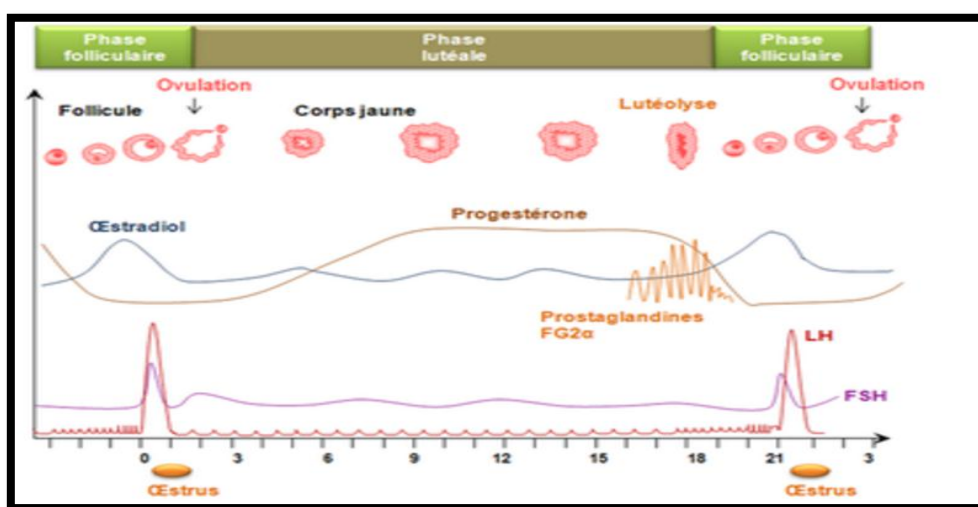 Phase
folliculaire
Phase
lutéale
Phase
folliculaire
Ovulation
Lutéolyse
Ovulation
Follicule
Corps jaune
Œstradiol
Progestérone
Prostaglandines
FG2α
LH
FSH
0 3 6 9 12 15 18 21 3
Œstrus
Œstrus